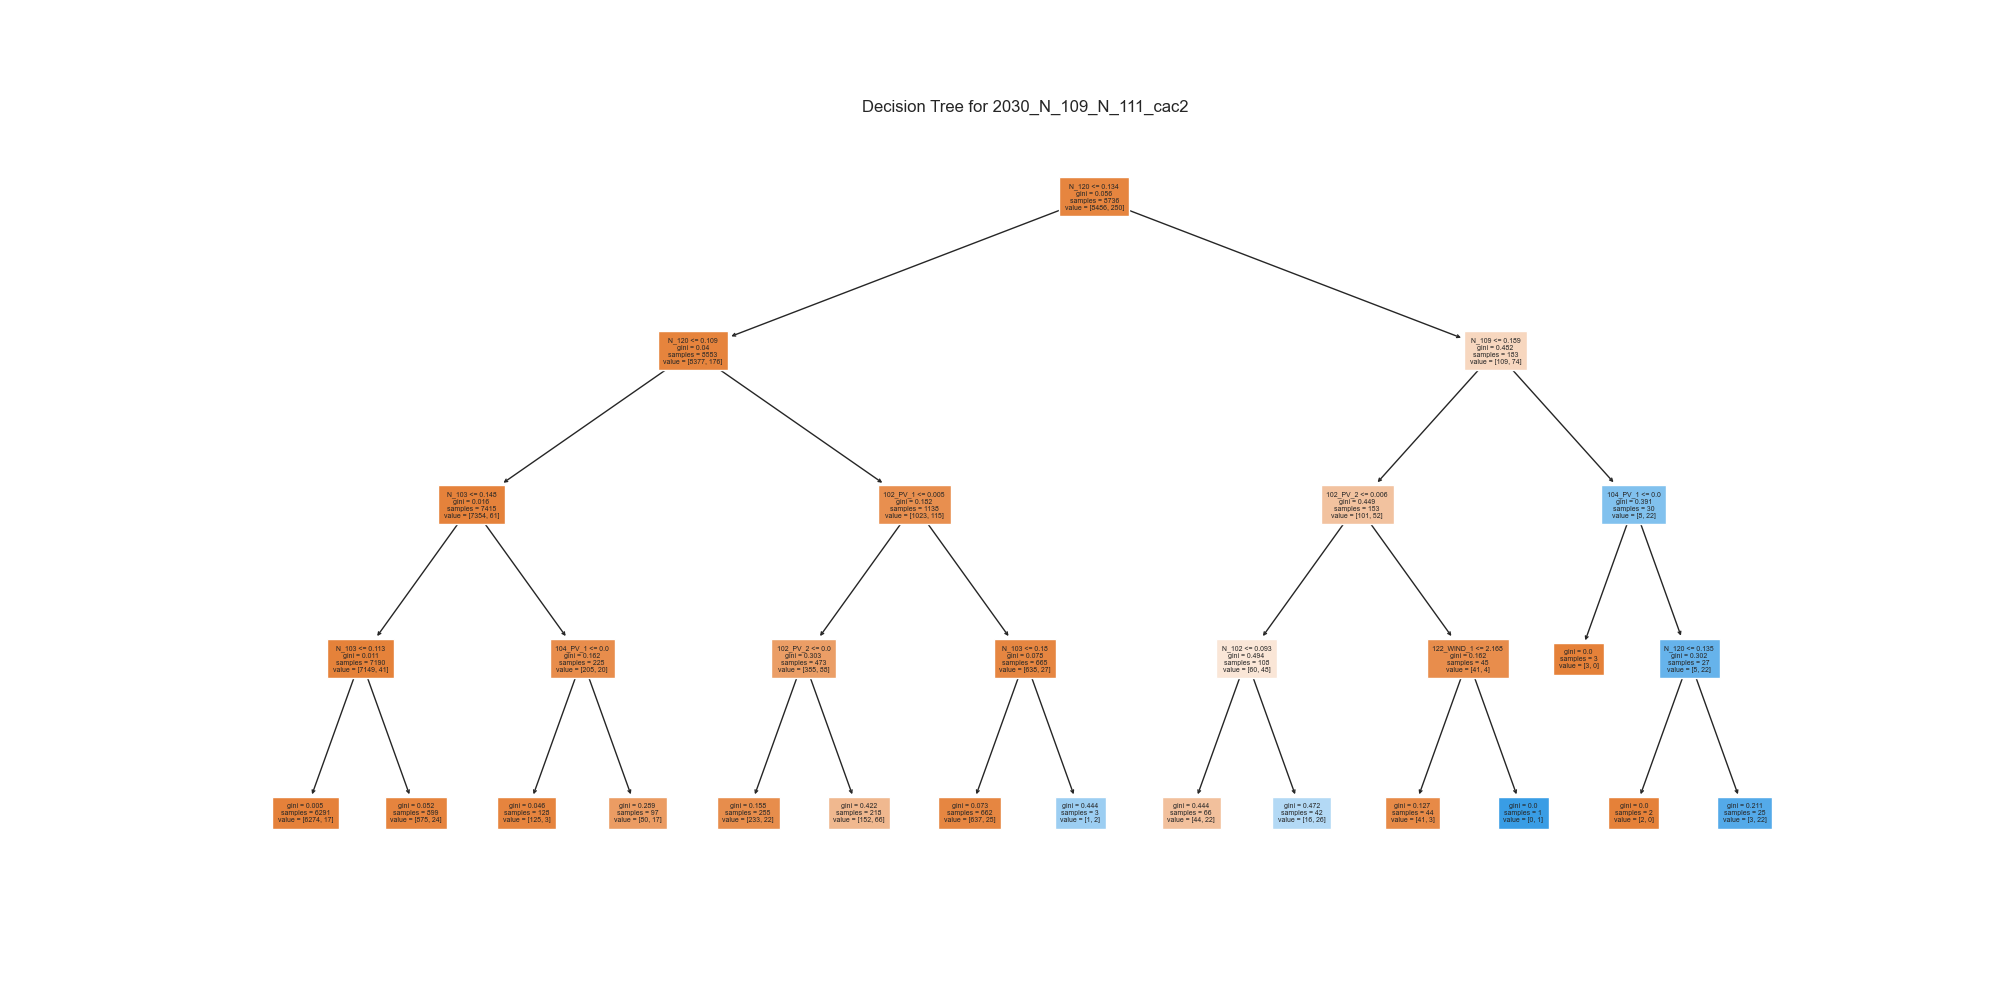 Decision Tree for 2030_N_109_N_111_cac2
N_120 <= 0.134
gini = 0.056
samples = 8736
value = [8486, 250]
N_120 <= 0.109
gini = 0.04
samples = 8553
value = [8377, 176]
N_109 <= 0.189
gini = 0.482
samples = 183
value = [109, 74]
N_103 <= 0.148
gini = 0.016
samples = 7415
value = [7354, 61]
102_PV_1 <= 0.005
gini = 0.182
samples = 1138
value = [1023, 115]
102_PV_2 <= 0.006
gini = 0.449
samples = 153
value = [101, 52]
104_PV_1 <= 0.0
gini = 0.391
samples = 30
value = [8, 22]
N_103 <= 0.113
gini = 0.011
samples = 7190
value = [7149, 41]
104_PV_1 <= 0.0
gini = 0.162
samples = 225
value = [205, 20]
102_PV_2 <= 0.0
gini = 0.303
samples = 473
value = [385, 88]
N_103 <= 0.18
gini = 0.078
samples = 665
value = [638, 27]
N_102 <= 0.093
gini = 0.494
samples = 108
value = [60, 48]
122_WIND_1 <= 2.168
gini = 0.162
samples = 45
value = [41, 4]
gini = 0.0
samples = 3
value = [3, 0]
N_120 <= 0.135
gini = 0.302
samples = 27
value = [5, 22]
gini = 0.005
samples = 6291
value = [6274, 17]
gini = 0.052
samples = 899
value = [875, 24]
gini = 0.046
samples = 128
value = [125, 3]
gini = 0.289
samples = 97
value = [80, 17]
gini = 0.158
samples = 255
value = [233, 22]
gini = 0.422
samples = 218
value = [152, 66]
gini = 0.073
samples = 662
value = [637, 25]
gini = 0.444
samples = 3
value = [1, 2]
gini = 0.444
samples = 66
value = [44, 22]
gini = 0.472
samples = 42
value = [16, 26]
gini = 0.127
samples = 44
value = [41, 3]
gini = 0.0
samples = 1
value = [0, 1]
gini = 0.0
samples = 2
value = [2, 0]
gini = 0.211
samples = 25
value = [3, 22]